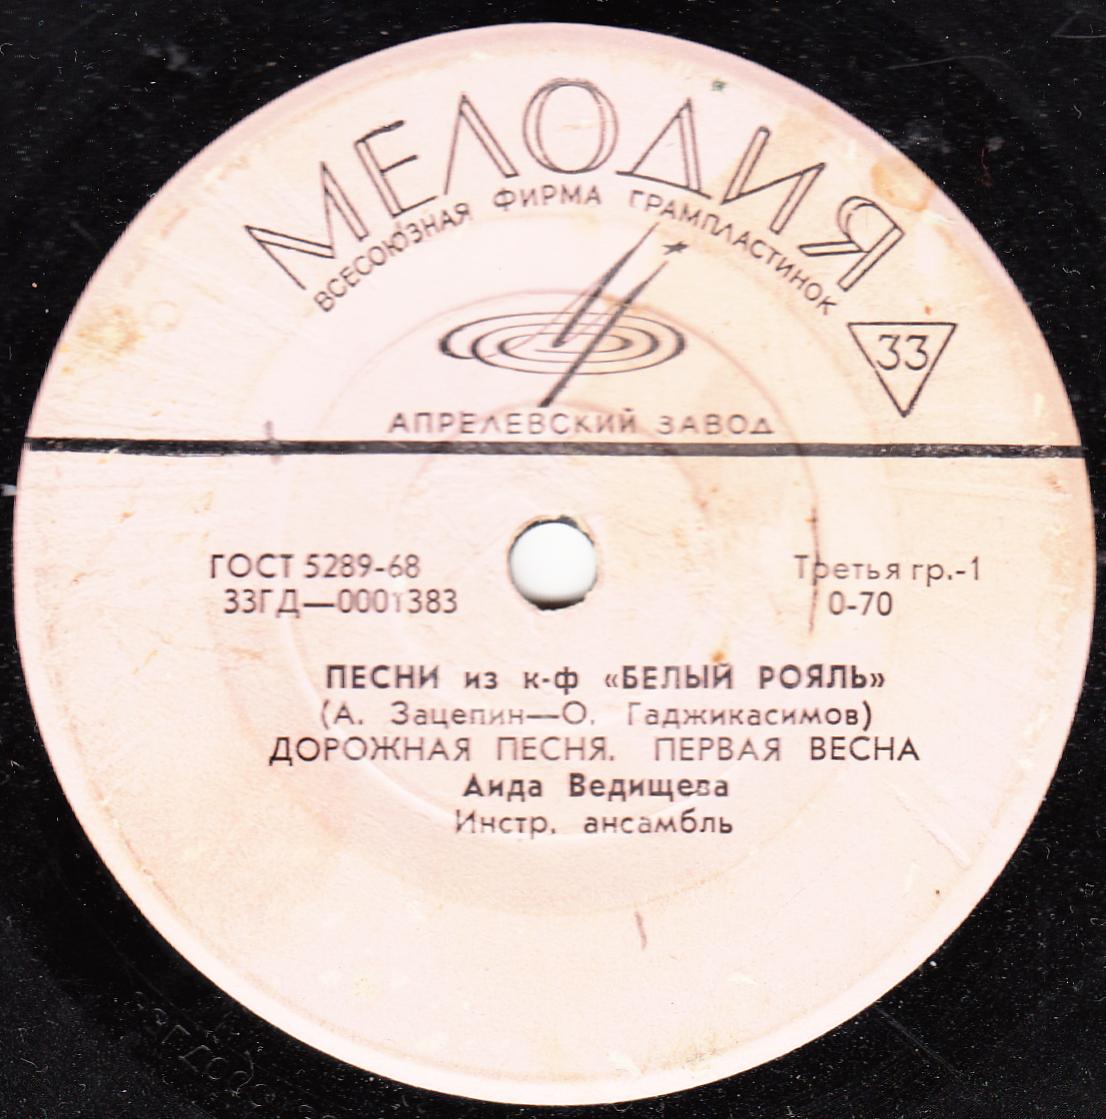 МЕЛОДИЯ
ВСЕСОЮЗНАЯ ФИРМА ГРАМПЛАСТИНОК
33
АПРЕЛЕВСКИЙ ЗАВОД
ГОСТ 5289-68
Третья гр.-1
33ГД—0001383
0-70
ПЕСНИ из к-ф «БЕЛЫЙ РОЯЛЬ»
(А. Зацепин—О. Гаджикасимов)
ДОРОЖНАЯ ПЕСНЯ. ПЕРВАЯ ВЕСНА
Аида Ведищева
Инстр. ансамбль